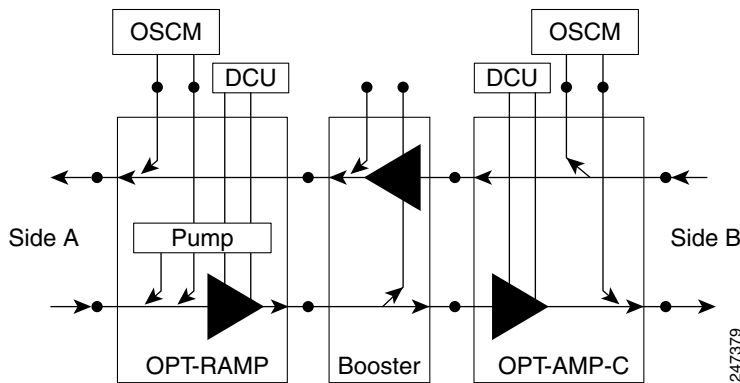 OSCM
OSCM
DCU
DCU
Side A
Pump
Side B
OPT-RAMP
Booster
OPT-AMP-C
247379